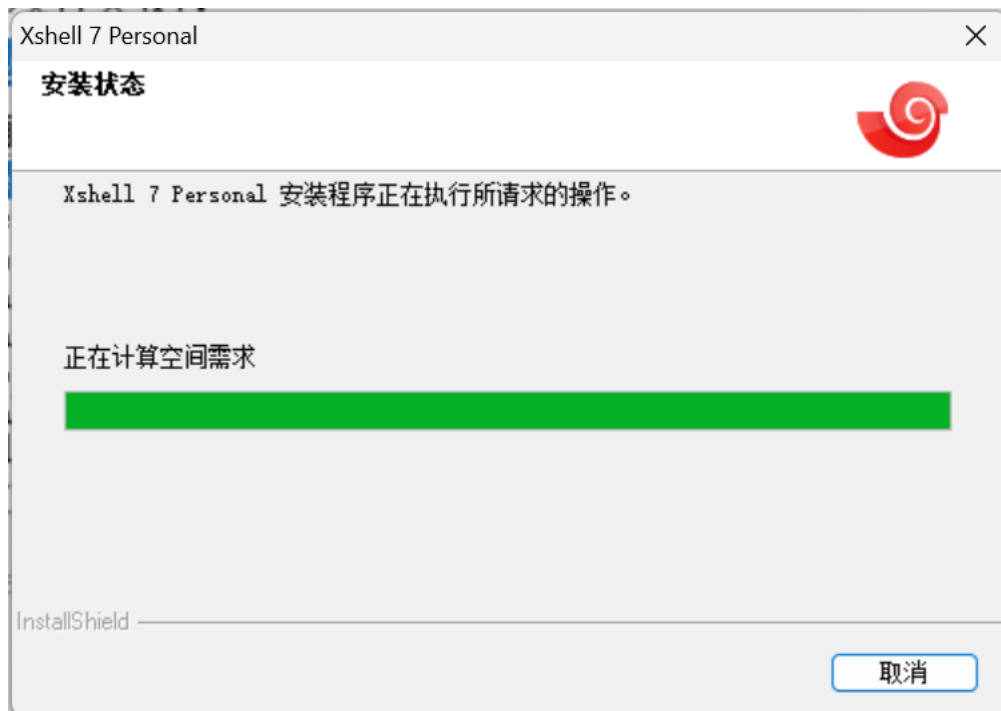 Xshell 7 Personal
安装状态
Xshell 7 Personal 安装程序正在执行所请求的操作。
正在计算空间需求
InstallShield
取消